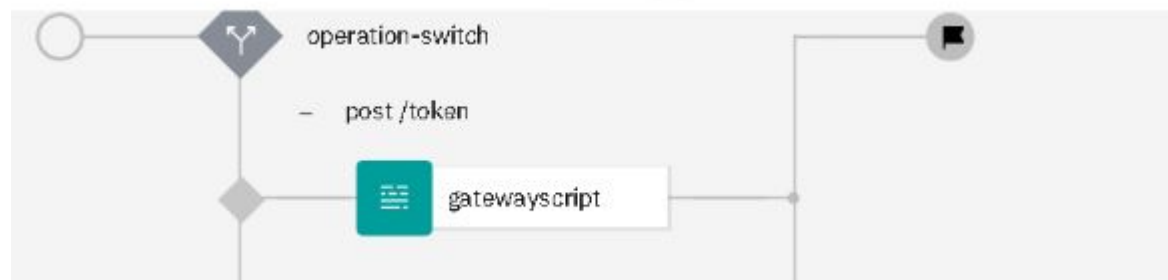 operation-switch
– post /token
gatewayscript